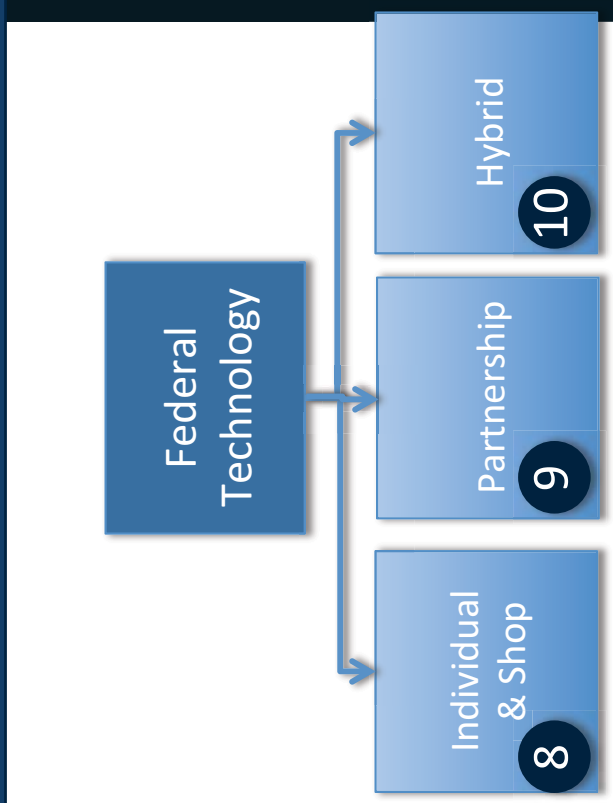 Federal
Technology
Individual
& Shop
8
Partnership
9
Hybrid
10